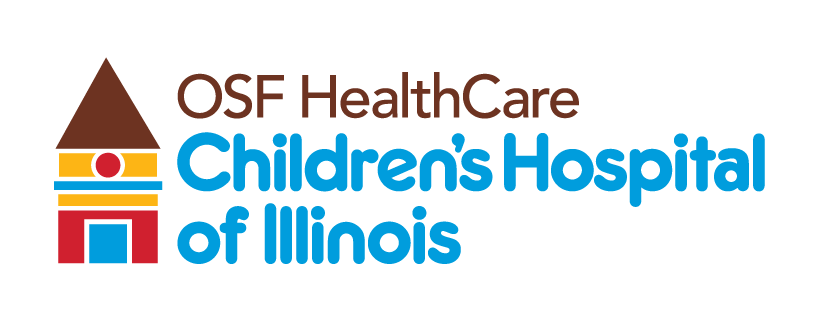 OSF HealthCare
Children's Hospital
of Illinois